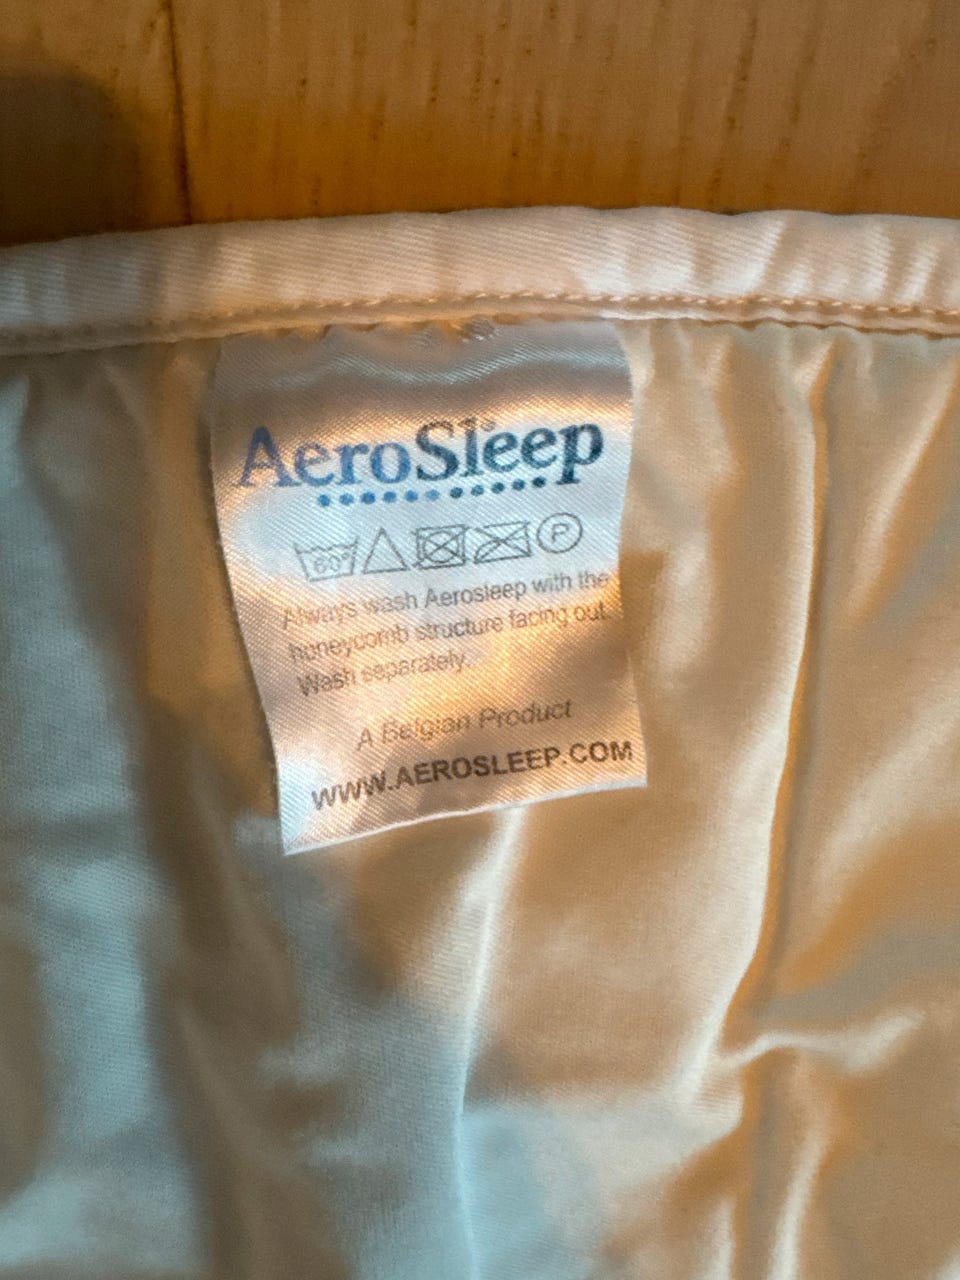 AeroSleep
60° P
Always wash Aerosleep with the
honeycomb structure facing out.
Wash separately.
A Belgian Product
WWW.AEROSLEEP.COM